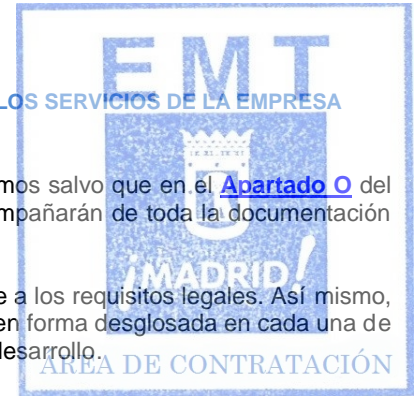 EMT
LOS SERVICIOS DE LA EMPRESA
mos salvo que en el Apartado O del
mpañarán de toda la documentación
¡MADRID!
e a los requisitos legales. Así mismo,
en forma desglosada en cada una de
desarrollo.
ÁREA DE CONTRATACIÓN